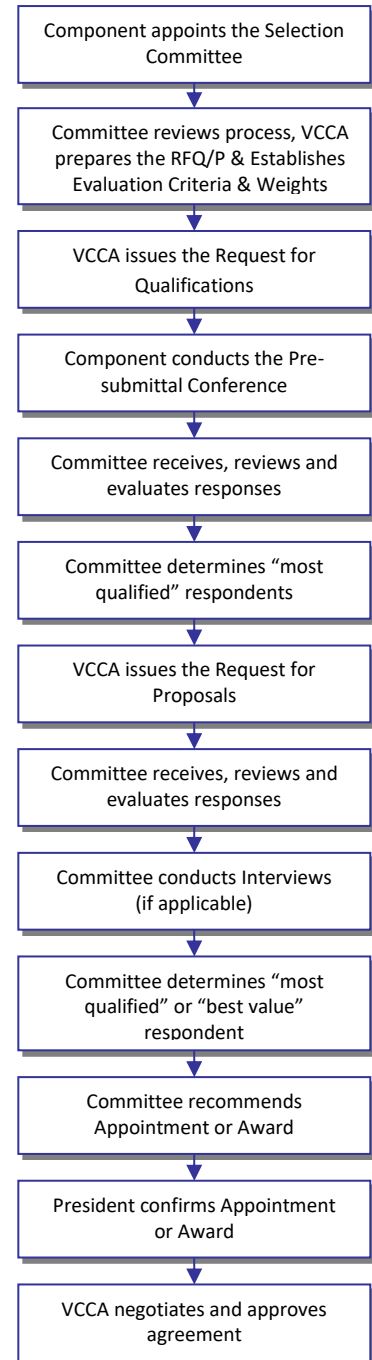 Component appoints the Selection
Committee
Committee reviews process, VCCA
prepares the RFQ/P & Establishes
Evaluation Criteria & Weights
VCCA issues the Request for
Qualifications
Component conducts the Pre-
submittal Conference
Committee receives, reviews and
evaluates responses
Committee determines “most
qualified” respondents
VCCA issues the Request for
Proposals
Committee receives, reviews and
evaluates responses
Committee conducts Interviews
(if applicable)
Committee determines “most
qualified” or “best value”
respondent
Committee recommends
Appointment or Award
President confirms Appointment
or Award
VCCA negotiates and approves
agreement